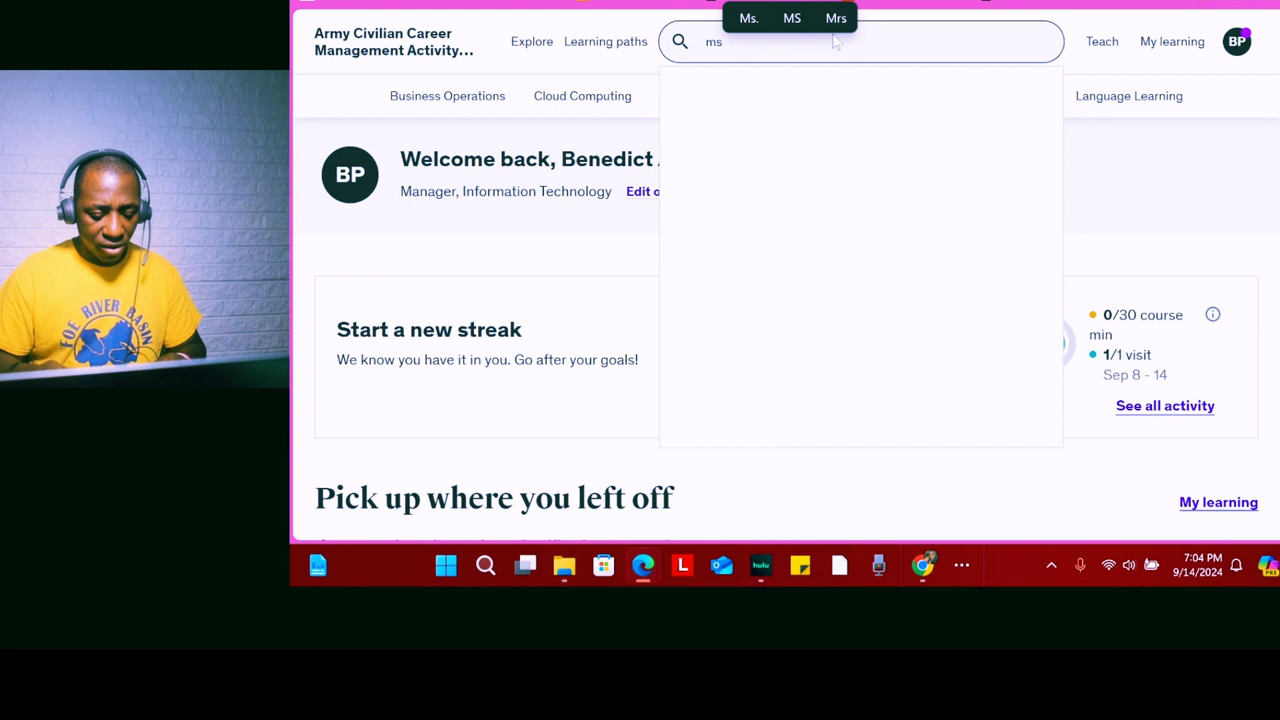 Ms. MS Mrs
Army Civilian Career
Management Activity...
Explore Learning paths ms Teach My learning BP
Business Operations Cloud Computing Language Learning
BP
Welcome back, Benedict
Manager, Information Technology Edit o
Start a new streak
We know you have it in you. Go after your goals!
0/30 course
min
1/1 visit
Sep 8 - 14
See all activity
Pick up where you left off
My learning
FOE RIVER BASIN
L hulu PRE
7:04 PM
9/14/2024